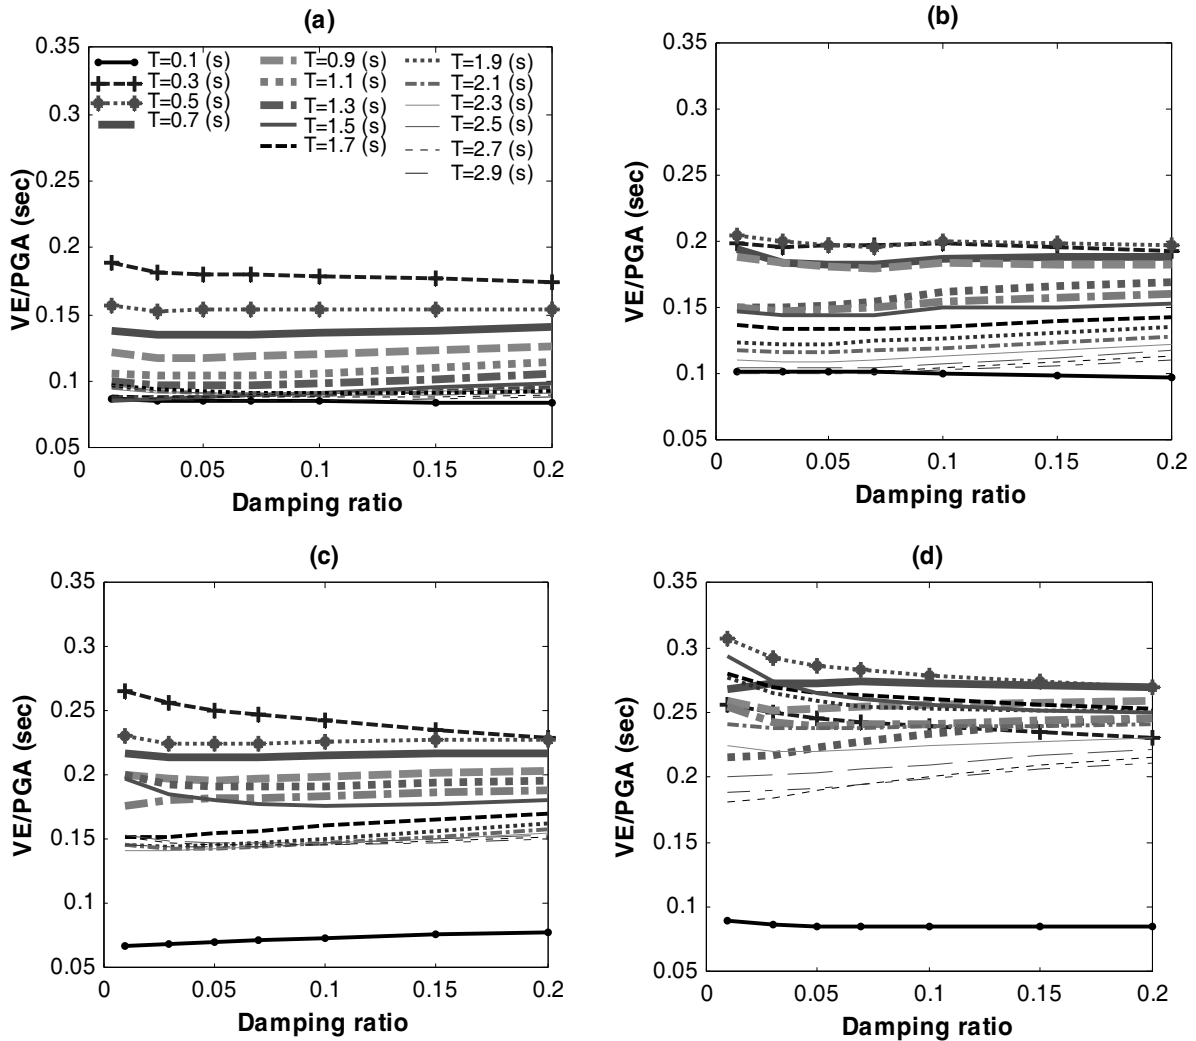 (a)
0.35
0.3
0.25
0.2
0.15
0.1
0.05
VE/PGA (sec)
T=0.1 (s)
T=0.3 (s)
T=0.5 (s)
T=0.7 (s)
T=0.9 (s)
T=1.1 (s)
T=1.3 (s)
T=1.5 (s)
T=1.7 (s)
T=1.9 (s)
T=2.1 (s)
T=2.3 (s)
T=2.5 (s)
T=2.7 (s)
T=2.9 (s)
0 0.05 0.1 0.15 0.2
Damping ratio
(b)
0.35
0.3
0.25
0.2
0.15
0.1
0.05
VE/PGA (sec)
0 0.05 0.1 0.15 0.2
Damping ratio
(c)
0.35
0.3
0.25
0.2
0.15
0.1
0.05
VE/PGA (sec)
0 0.05 0.1 0.15 0.2
Damping ratio
(d)
0.35
0.3
0.25
0.2
0.15
0.1
0.05
VE/PGA (sec)
0 0.05 0.1 0.15 0.2
Damping ratio